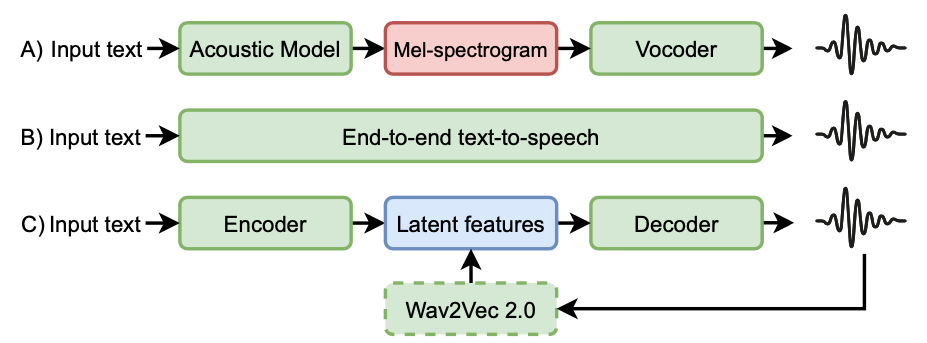 A) Input text Acoustic Model Mel-spectrogram Vocoder
B) Input text End-to-end text-to-speech
C) Input text Encoder Latent features Decoder
Wav2Vec 2.0